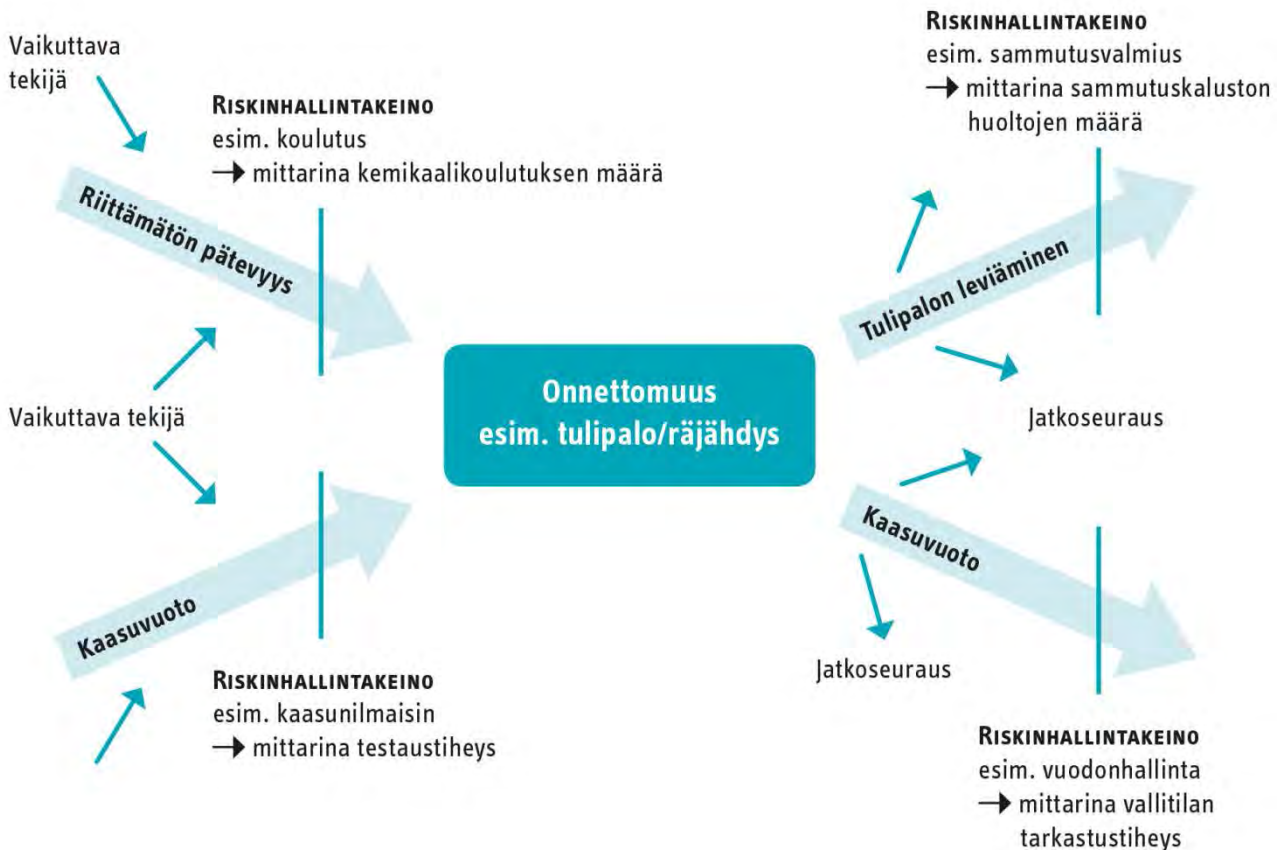 Vaikuttava
tekijä
RISKINHALLINTAKEINO
esim. koulutus
→ mittarina kemikaalikoulutuksen määrä
Riittämätön pätevyys
Vaikuttava tekijä
Kaasuvuoto
RISKINHALLINTAKEINO
esim. kaasunilmaisin
→ mittarina testaustiheys
Onnettomuus
esim. tulipalo/räjähdys
RISKINHALLINTAKEINO
esim. sammutusvalmius
→ mittarina sammutuskaluston
huoltojen määrä
Tulipalon leviäminen
Jatkoseuraus
Kaasuvuoto
Jatkoseuraus
RISKINHALLINTAKEINO
esim. vuodonhallinta
→ mittarina vallitilan
tarkastustiheys